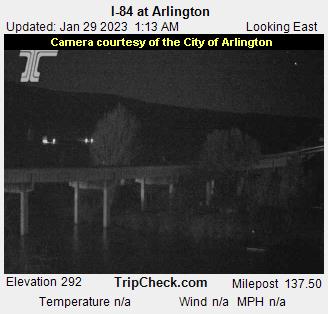 I-84 at Arlington
Updated: Jan 29 2023 1:13 AM Looking East
Camera courtesy of the City of Arlington
Elevation 292 TripCheck.com Milepost 137.50
Temperature n/a Wind n/a MPH n/a